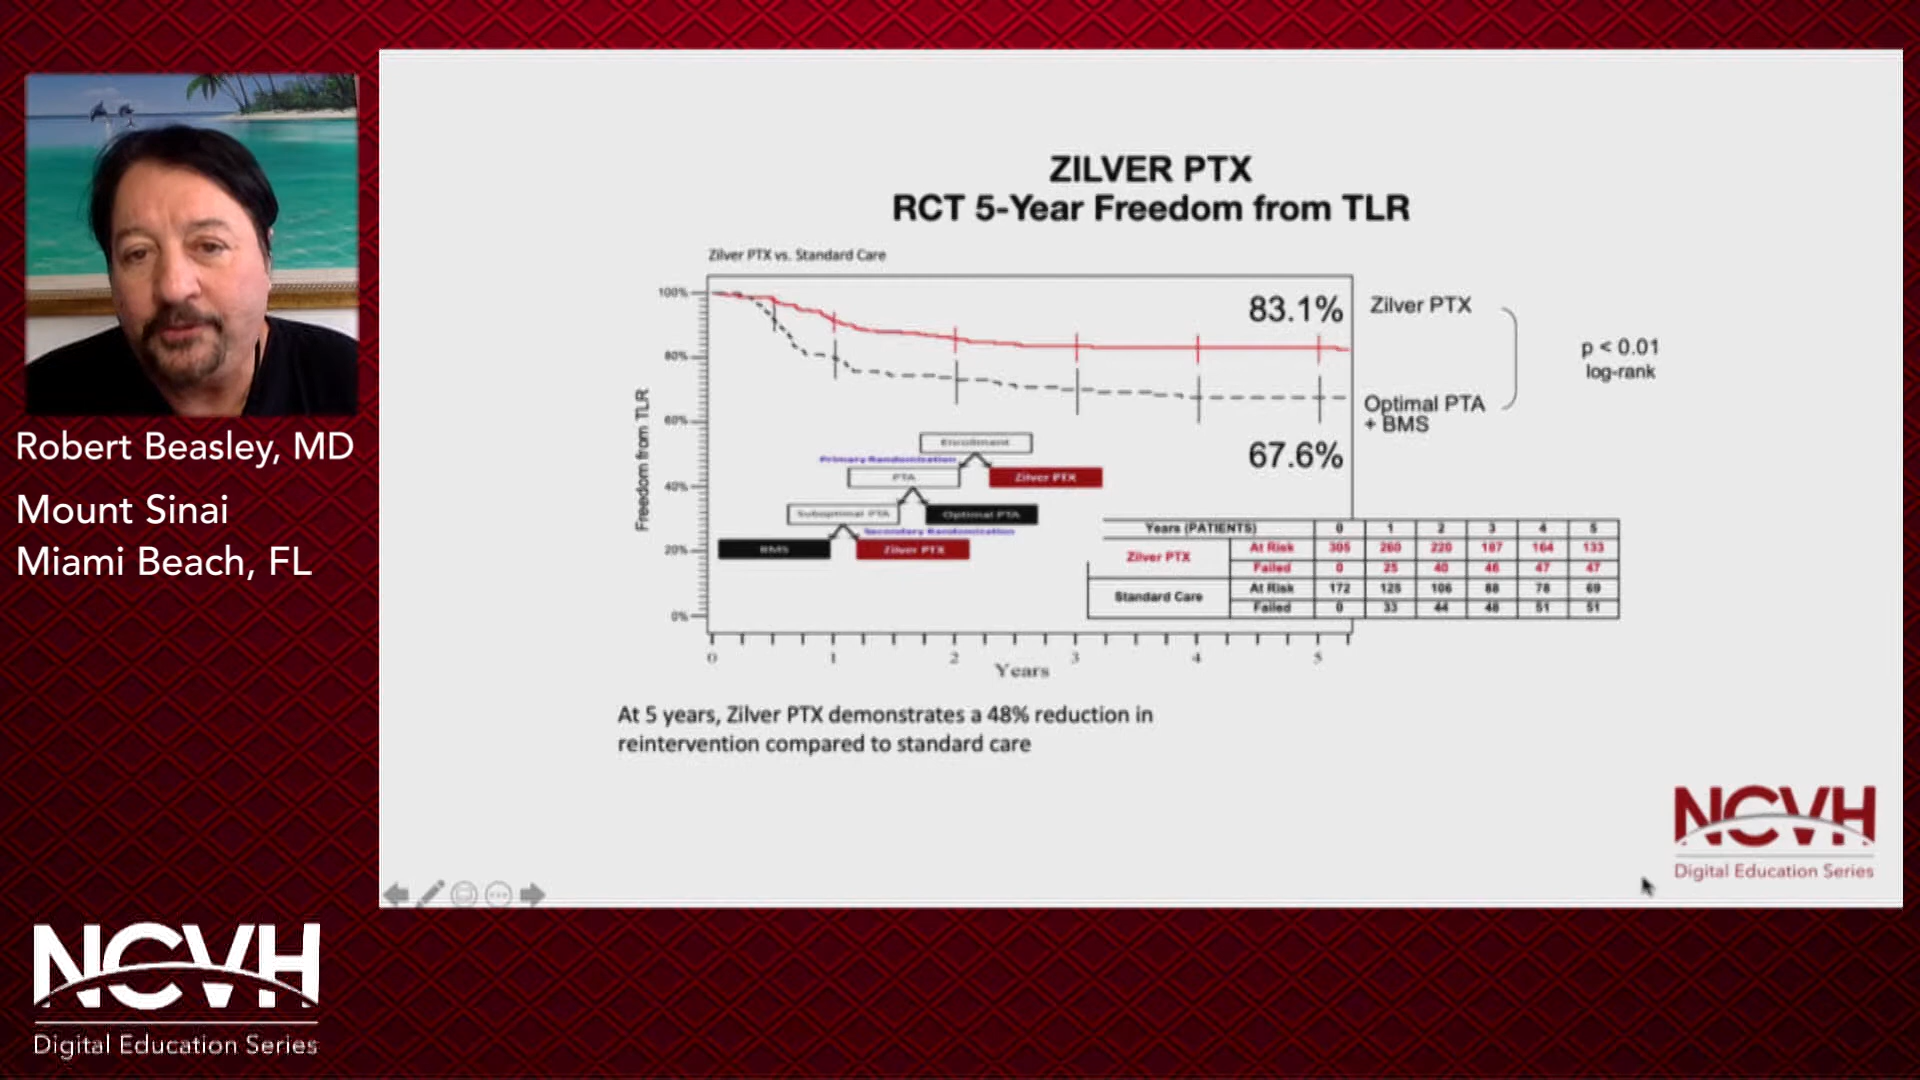 Robert Beasley, MD
Mount Sinai
Miami Beach, FL
NCVH
Digital Education Series
ZILVER PTX
RCT 5-Year Freedom from TLR
Zilver PTX vs. Standard Care
Freedom from TLR
100%
80%
60%
40%
20%
0%
83.1%
Zilver PTX
p < 0.01
log-rank
Optimal PTA
+ BMS
67.6%
Enrollment
Primary Randomization
PTA
Zilver PTX
Suboptimal PTA
Optimal PTA
Secondary Randomization
BMS
Zilver PTX
Years (PATIENTS) 0 1 2 3 4 5
Zilver PTX
At Risk 305 260 220 187 164 133
Failed 0 25 40 46 47 47
Standard Care
At Risk 172 125 106 88 78 69
Failed 0 33 44 48 51 51
0 1 2 3 4 5
Years
At 5 years, Zilver PTX demonstrates a 48% reduction in
reintervention compared to standard care
NCVH
Digital Education Series